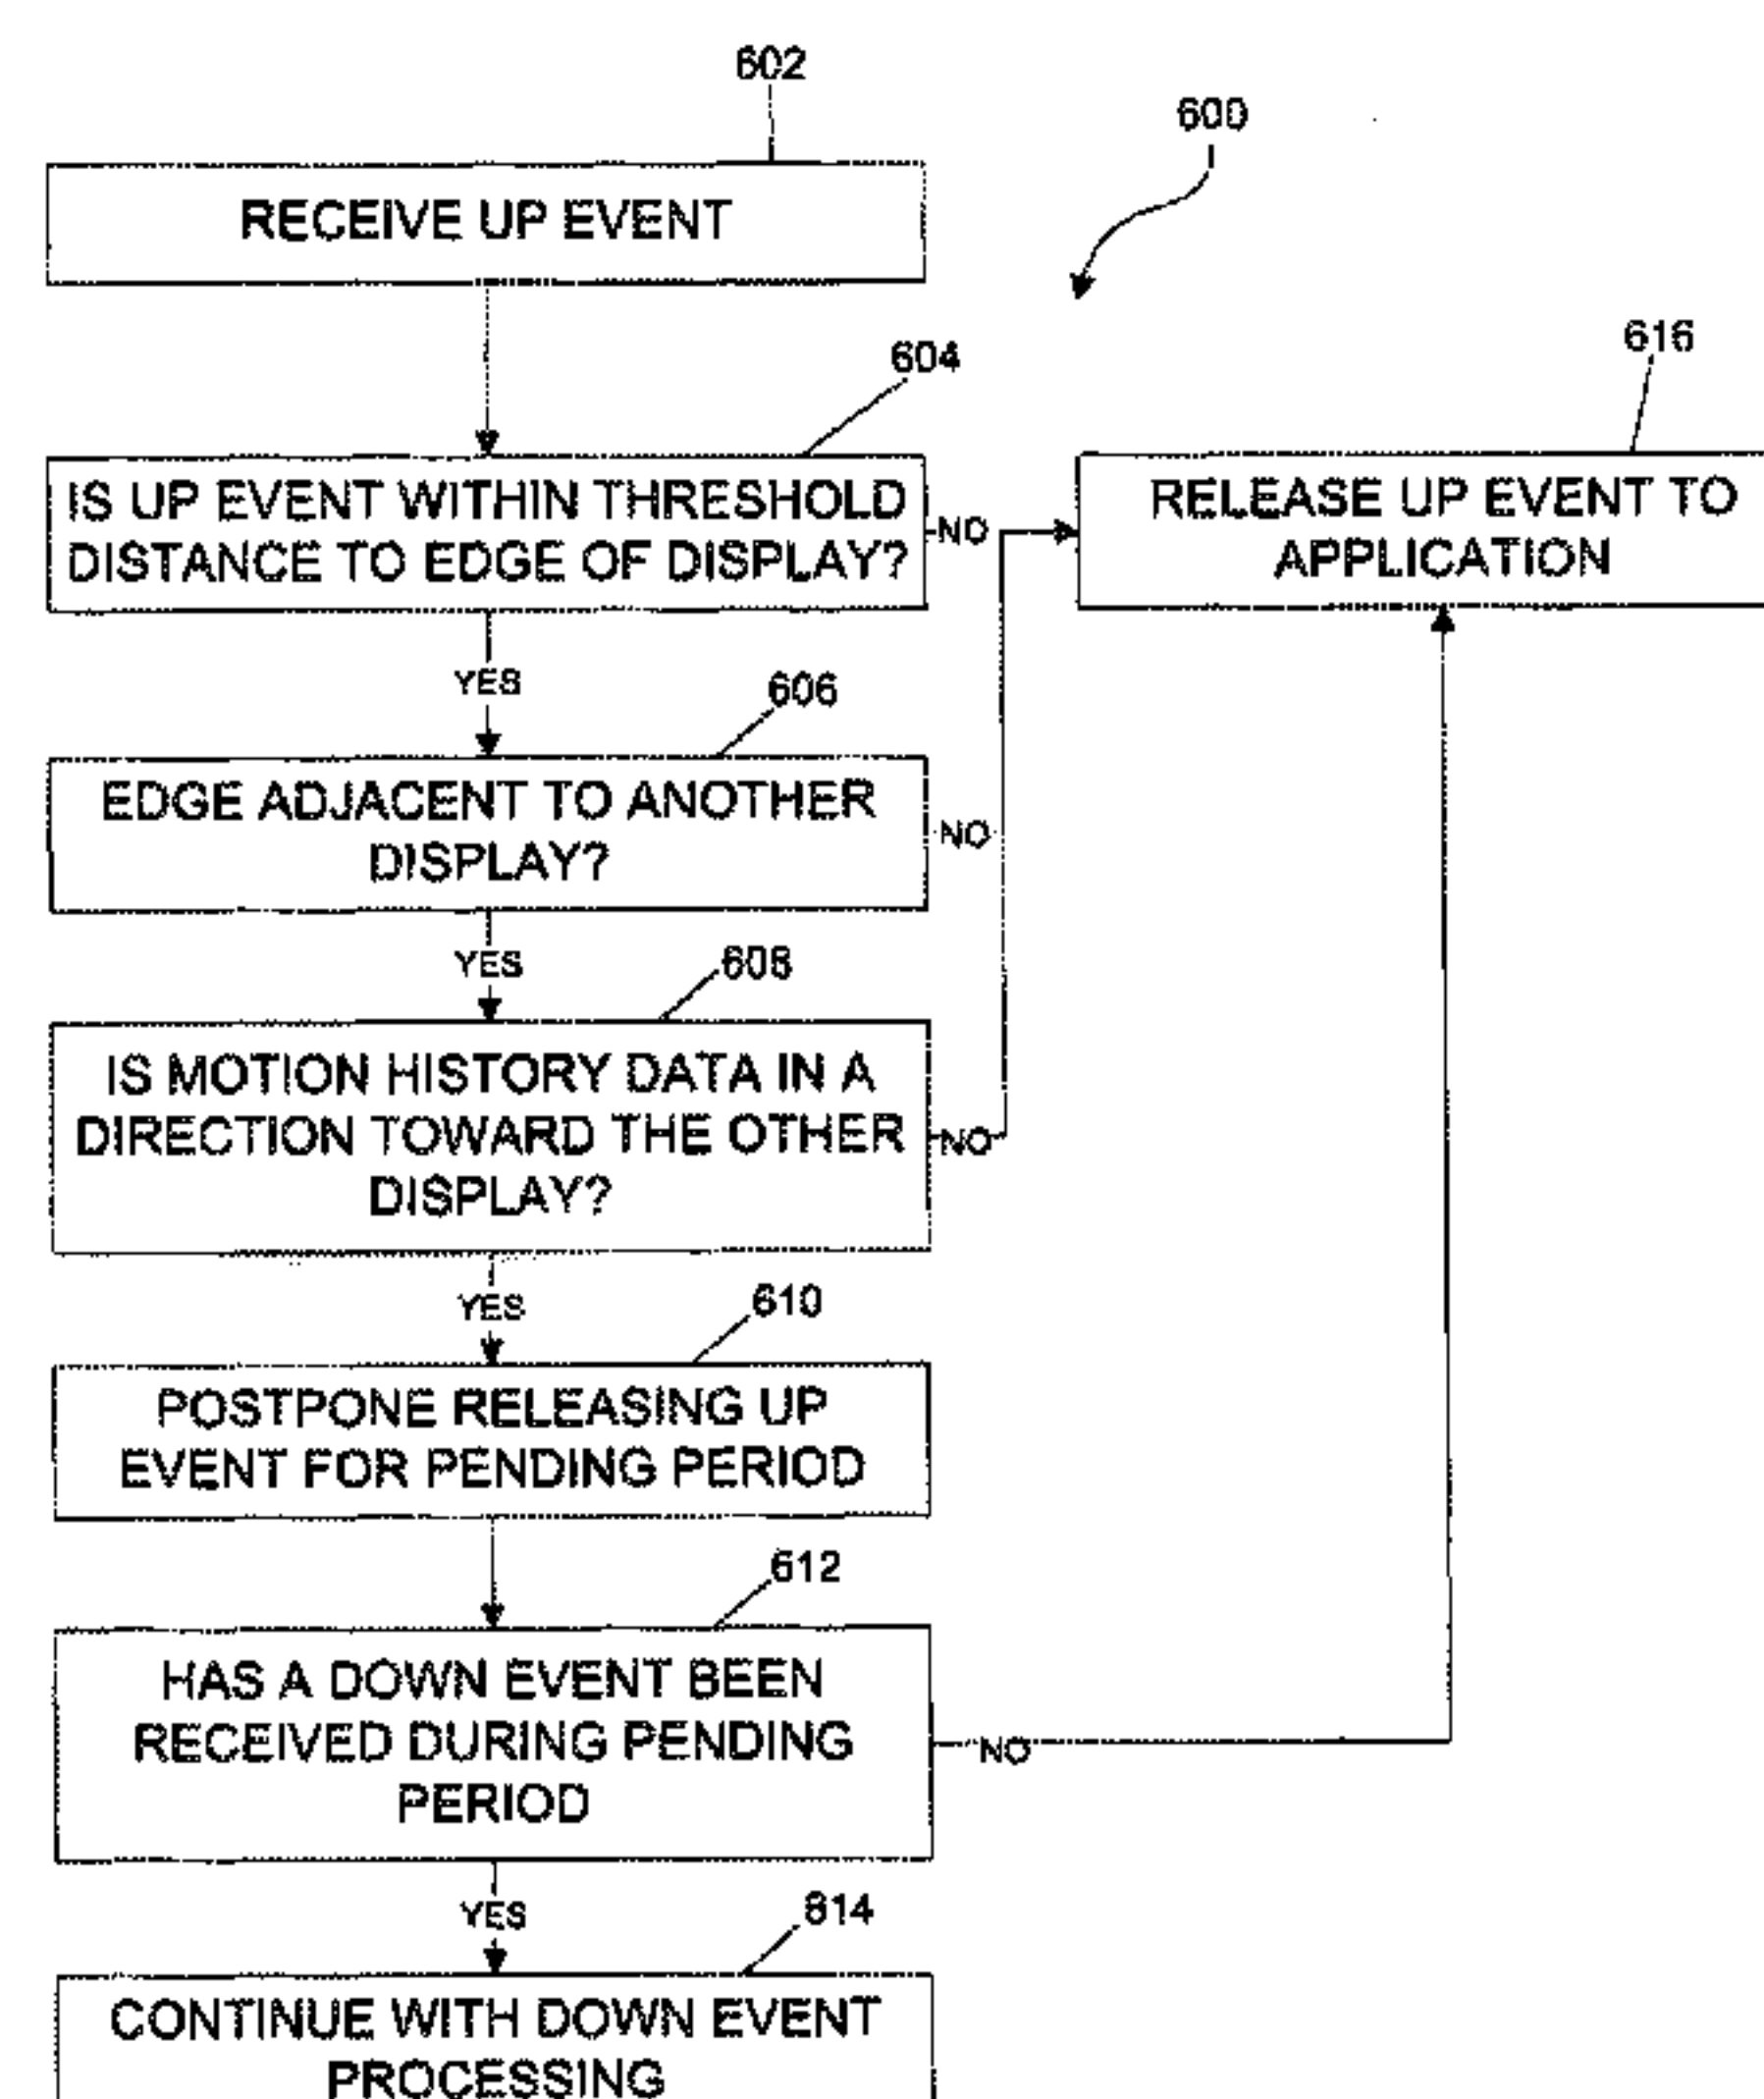 602
600
RECEIVE UP EVENT
604
616
IS UP EVENT WITHIN THRESHOLD
DISTANCE TO EDGE OF DISPLAY?
NO
RELEASE UP EVENT TO
APPLICATION
YES
606
EDGE ADJACENT TO ANOTHER
DISPLAY?
NO
YES
608
IS MOTION HISTORY DATA IN A
DIRECTION TOWARD THE OTHER
DISPLAY?
NO
YES
610
POSTPONE RELEASING UP
EVENT FOR PENDING PERIOD
612
HAS A DOWN EVENT BEEN
RECEIVED DURING PENDING
PERIOD
NO
YES
614
CONTINUE WITH DOWN EVENT
PROCESSING